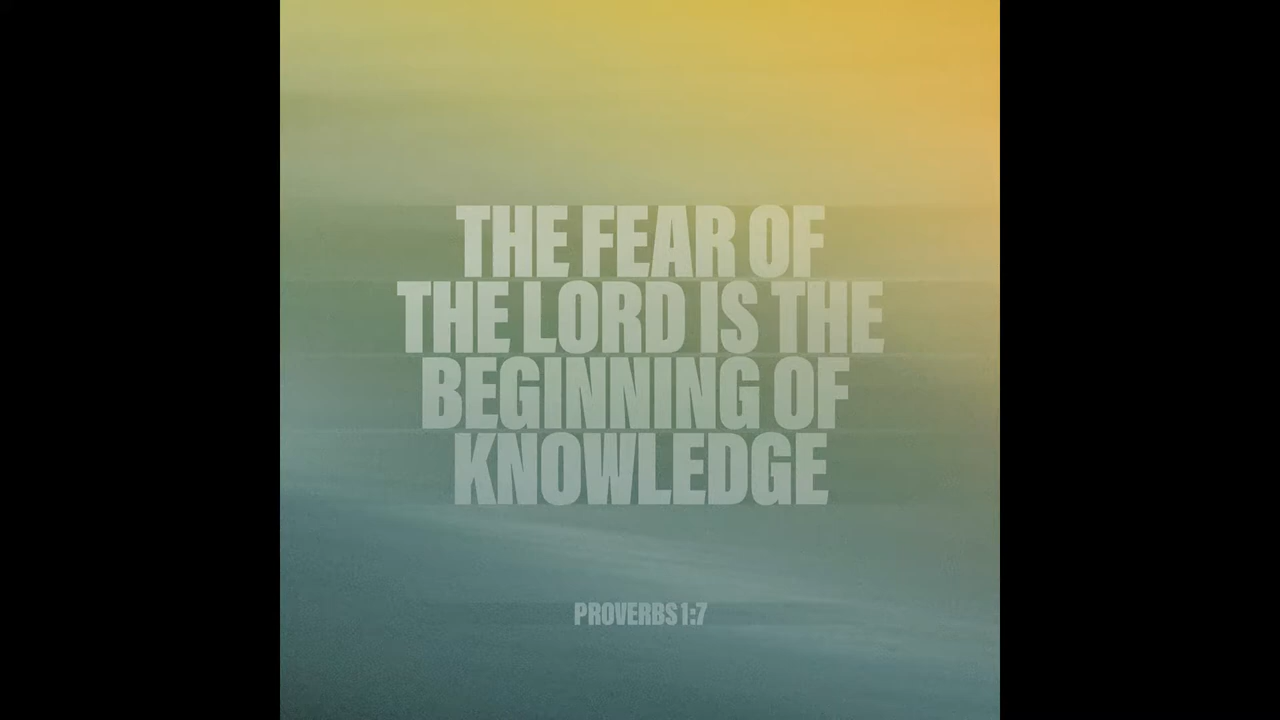 THE FEAR OF
THE LORD IS THE
BEGINNING OF
KNOWLEDGE
PROVERBS 1:7